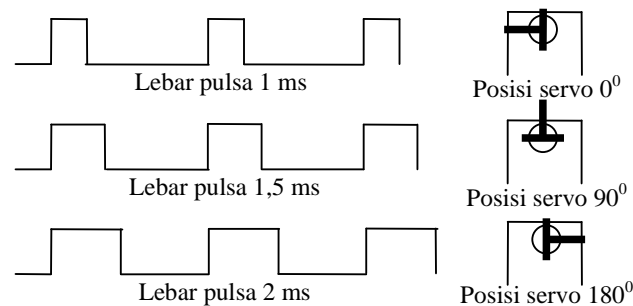 Lebar pulsa 1 ms
Posisi servo 0⁰
Lebar pulsa 1,5 ms
Posisi servo 90⁰
Lebar pulsa 2 ms
Posisi servo 180⁰